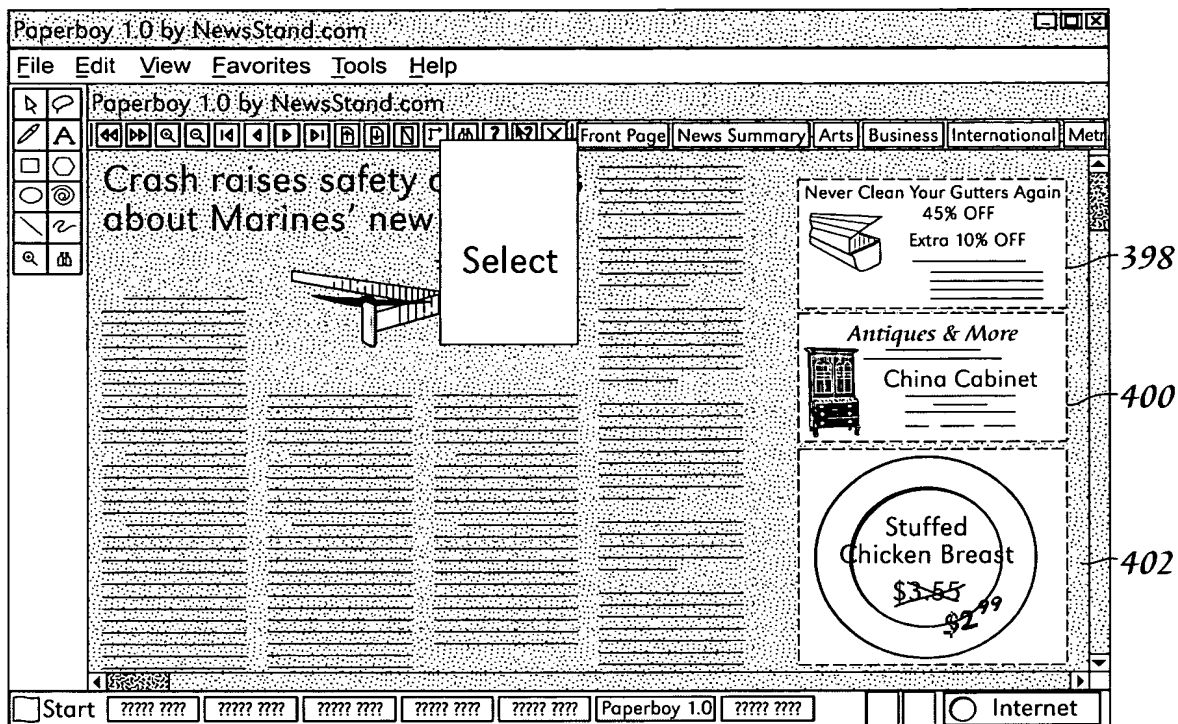 Paperboy 1.0 by NewsStand.com
File Edit View Favorites Tools Help
Paperboy 1.0 by NewsStand.com
Front Page News Summary Arts Business International Metr
Crash raises safety
about Marines' new
Select
Never Clean Your Gutters Again
45% OFF
Extra 10% OFF
398
Antiques & More
China Cabinet
400
Stuffed
Chicken Breast
$3.55
$2.99
402
Start ????? ???? ????? ???? ????? ???? ????? ???? ????? ???? Paperboy 1.0 ????? ???? Internet